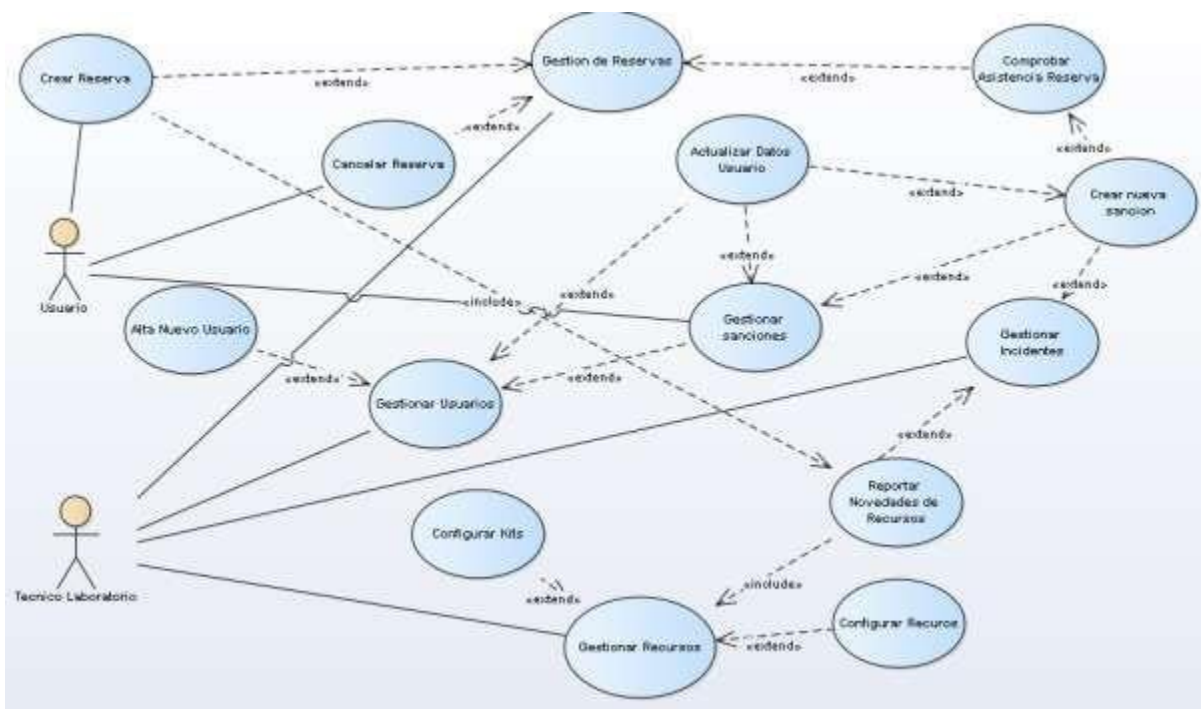 Crear Reserva
Gestion de Reservas
Comprobar
Asistencia Reserva
«extend»
«extend»
«extend»
Cancelar Reserva
Actualizar Datos
Usuario
«extend»
«extend»
Crear nueva
sancion
Usuario
«include»
«extend»
«extend»
«extend»
«extend»
Alta Nuevo Usuario
Gestionar
sanciones
Gestionar
Incidentes
«extend»
«extend»
Gestionar Usuarios
«extend»
Reportar
Novedades de
Recursos
Configurar Kits
Tecnico Laboratorio
«include»
«extend»
Configurar Recuros
Gestionar Recursos
«extend»